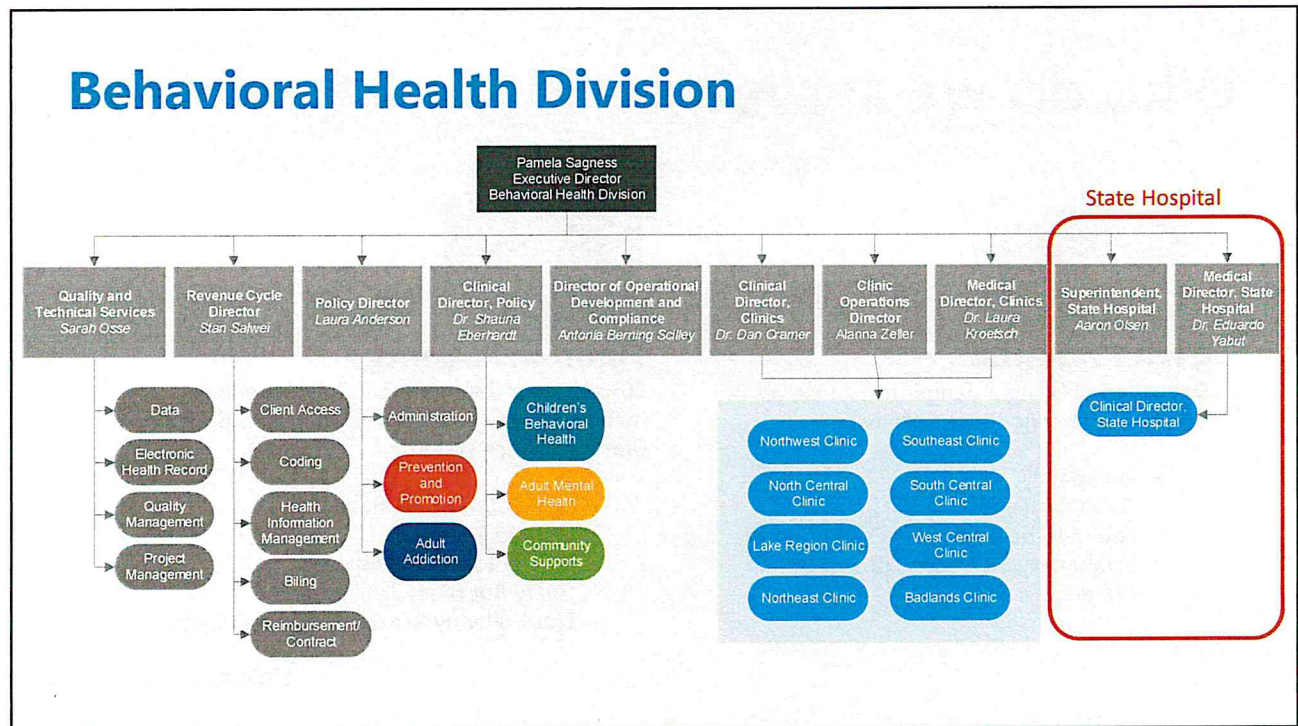 Behavioral Health Division
Pamela Sagness
Executive Director
Behavioral Health Division
State Hospital
Quality and
Technical Services
Sarah Osse
Revenue Cycle
Director
Stan Salwei
Policy Director
Laura Anderson
Clinical
Director, Policy
Dr. Shauna
Eberhardt
Director of Operational
Development and
Compliance
Antonia Berning Scilley
Clinical
Director,
Clinics
Dr. Dan Cramer
Clinic
Operations
Director
Alanna Zeller
Medical
Director, Clinics
Dr. Laura
Kroetsch
Superintendent,
State Hospital
Aaron Olsen
Medical
Director, State
Hospital
Dr. Eduardo
Yabut
Data
Electronic
Health Record
Quality
Management
Project
Management
Client Access
Coding
Health
Information
Management
Billing
Reimbursement/
Contract
Administration
Prevention
and
Promotion
Adult
Addiction
Children's
Behavioral
Health
Adult Mental
Health
Community
Supports
Northwest Clinic
North Central
Clinic
Lake Region Clinic
Northeast Clinic
Southeast Clinic
South Central
Clinic
West Central
Clinic
Badlands Clinic
Clinical Director,
State Hospital